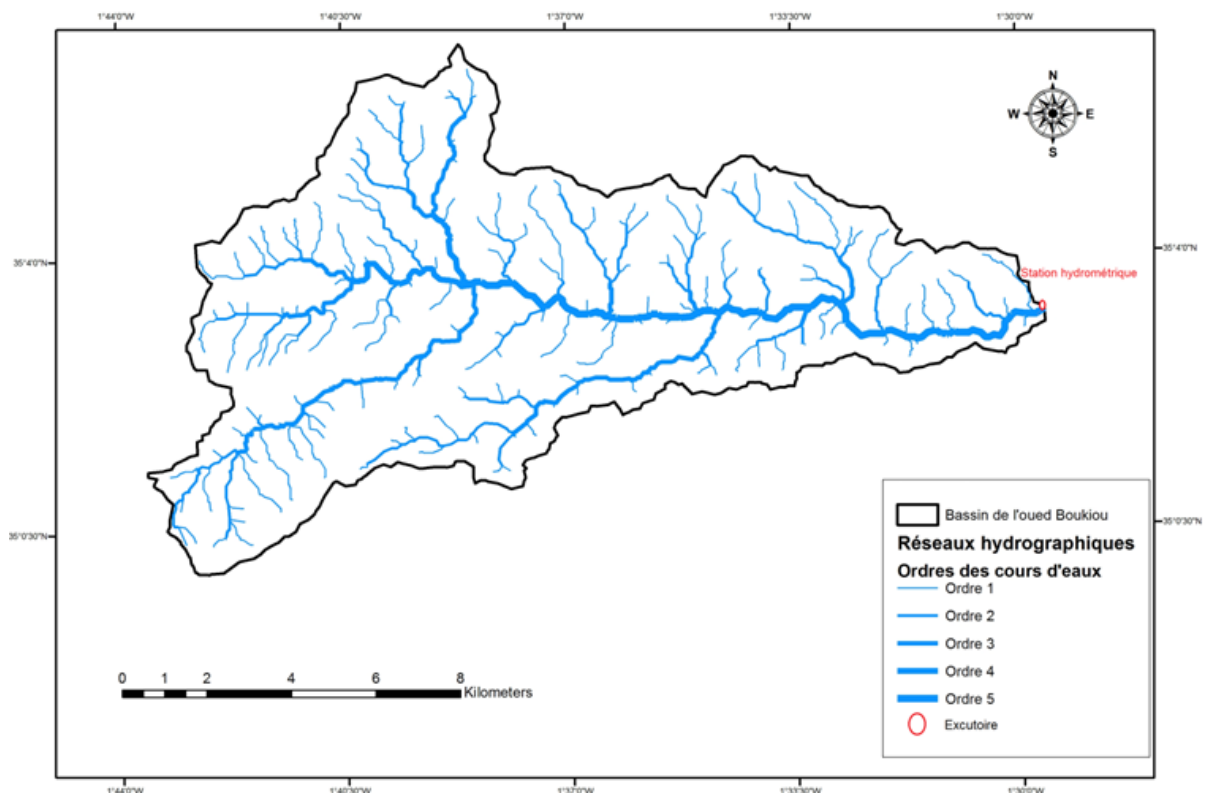 1°44'0"W 1°40'30"W 1°37'0"W 1°33'30"W 1°30'0"W
N
W E
S
35°4'0"N 35°4'0"N
Station hydrométrique
35°0'30"N 35°0'30"N
Bassin de l'oued Boukiou
Réseaux hydrographiques
Ordres des cours d'eaux
Ordre 1
Ordre 2
Ordre 3
Ordre 4
Ordre 5
Excutoire
0 1 2 4 6 8
Kilometers
1°44'0"W 1°40'30"W 1°37'0"W 1°33'30"W 1°30'0"W